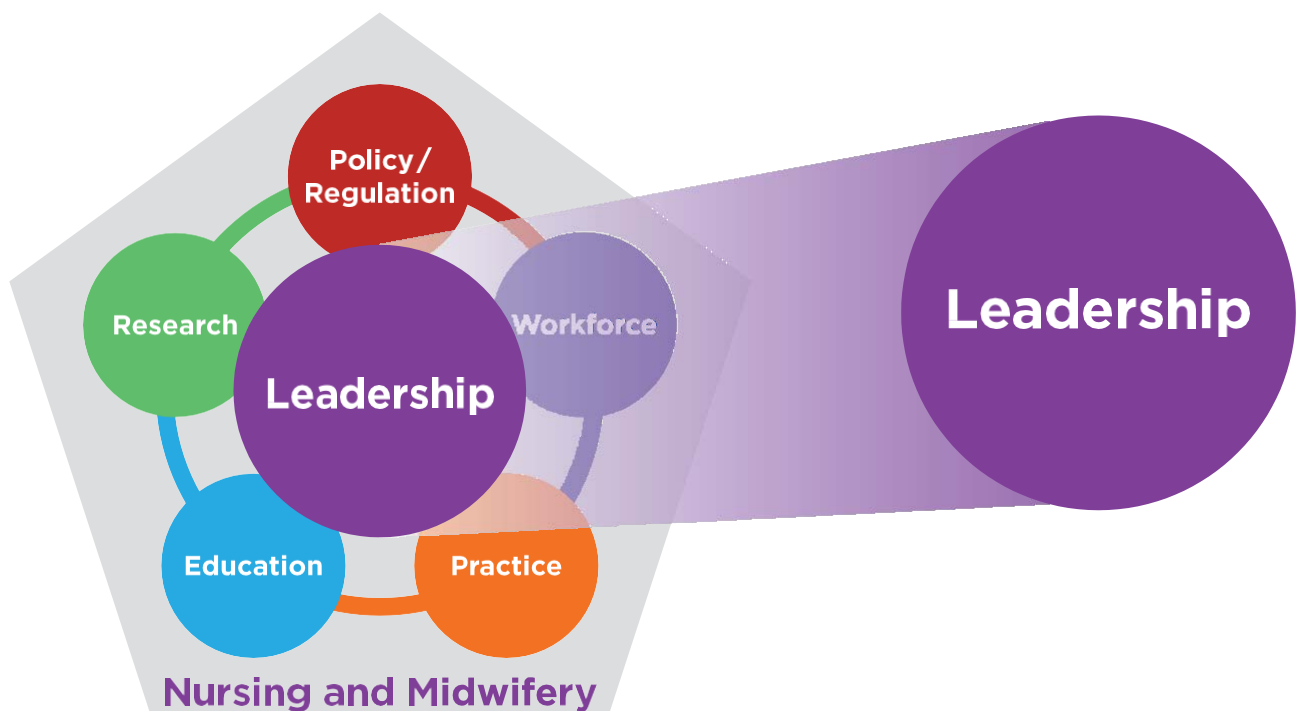 Policy/
Regulation
Research
Workforce
Leadership
Leadership
Education
Practice
Nursing and Midwifery